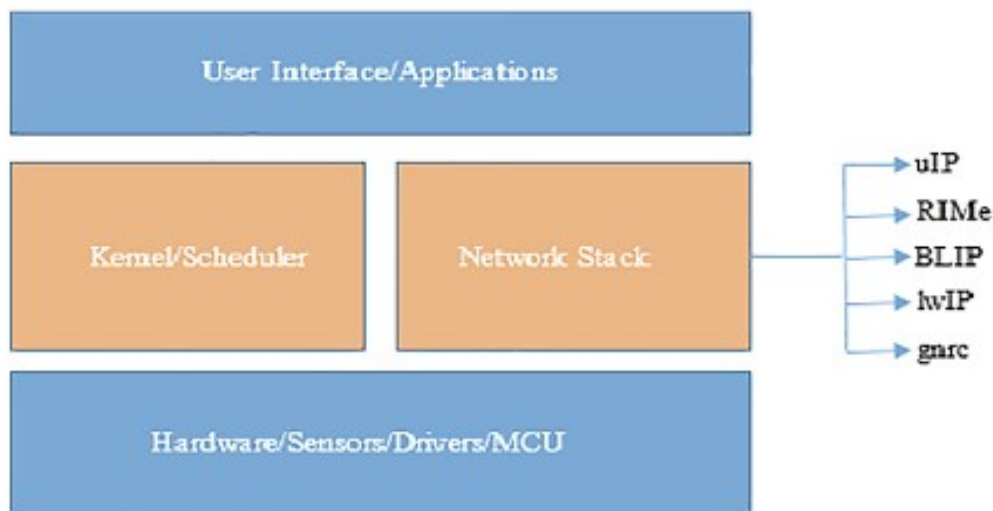 User Interface/Applications
Kernel/Scheduler
Network Stack
uIP
RIMe
BLIP
lwIP
gnrc
Hardware/Sensors/Drivers/MCU